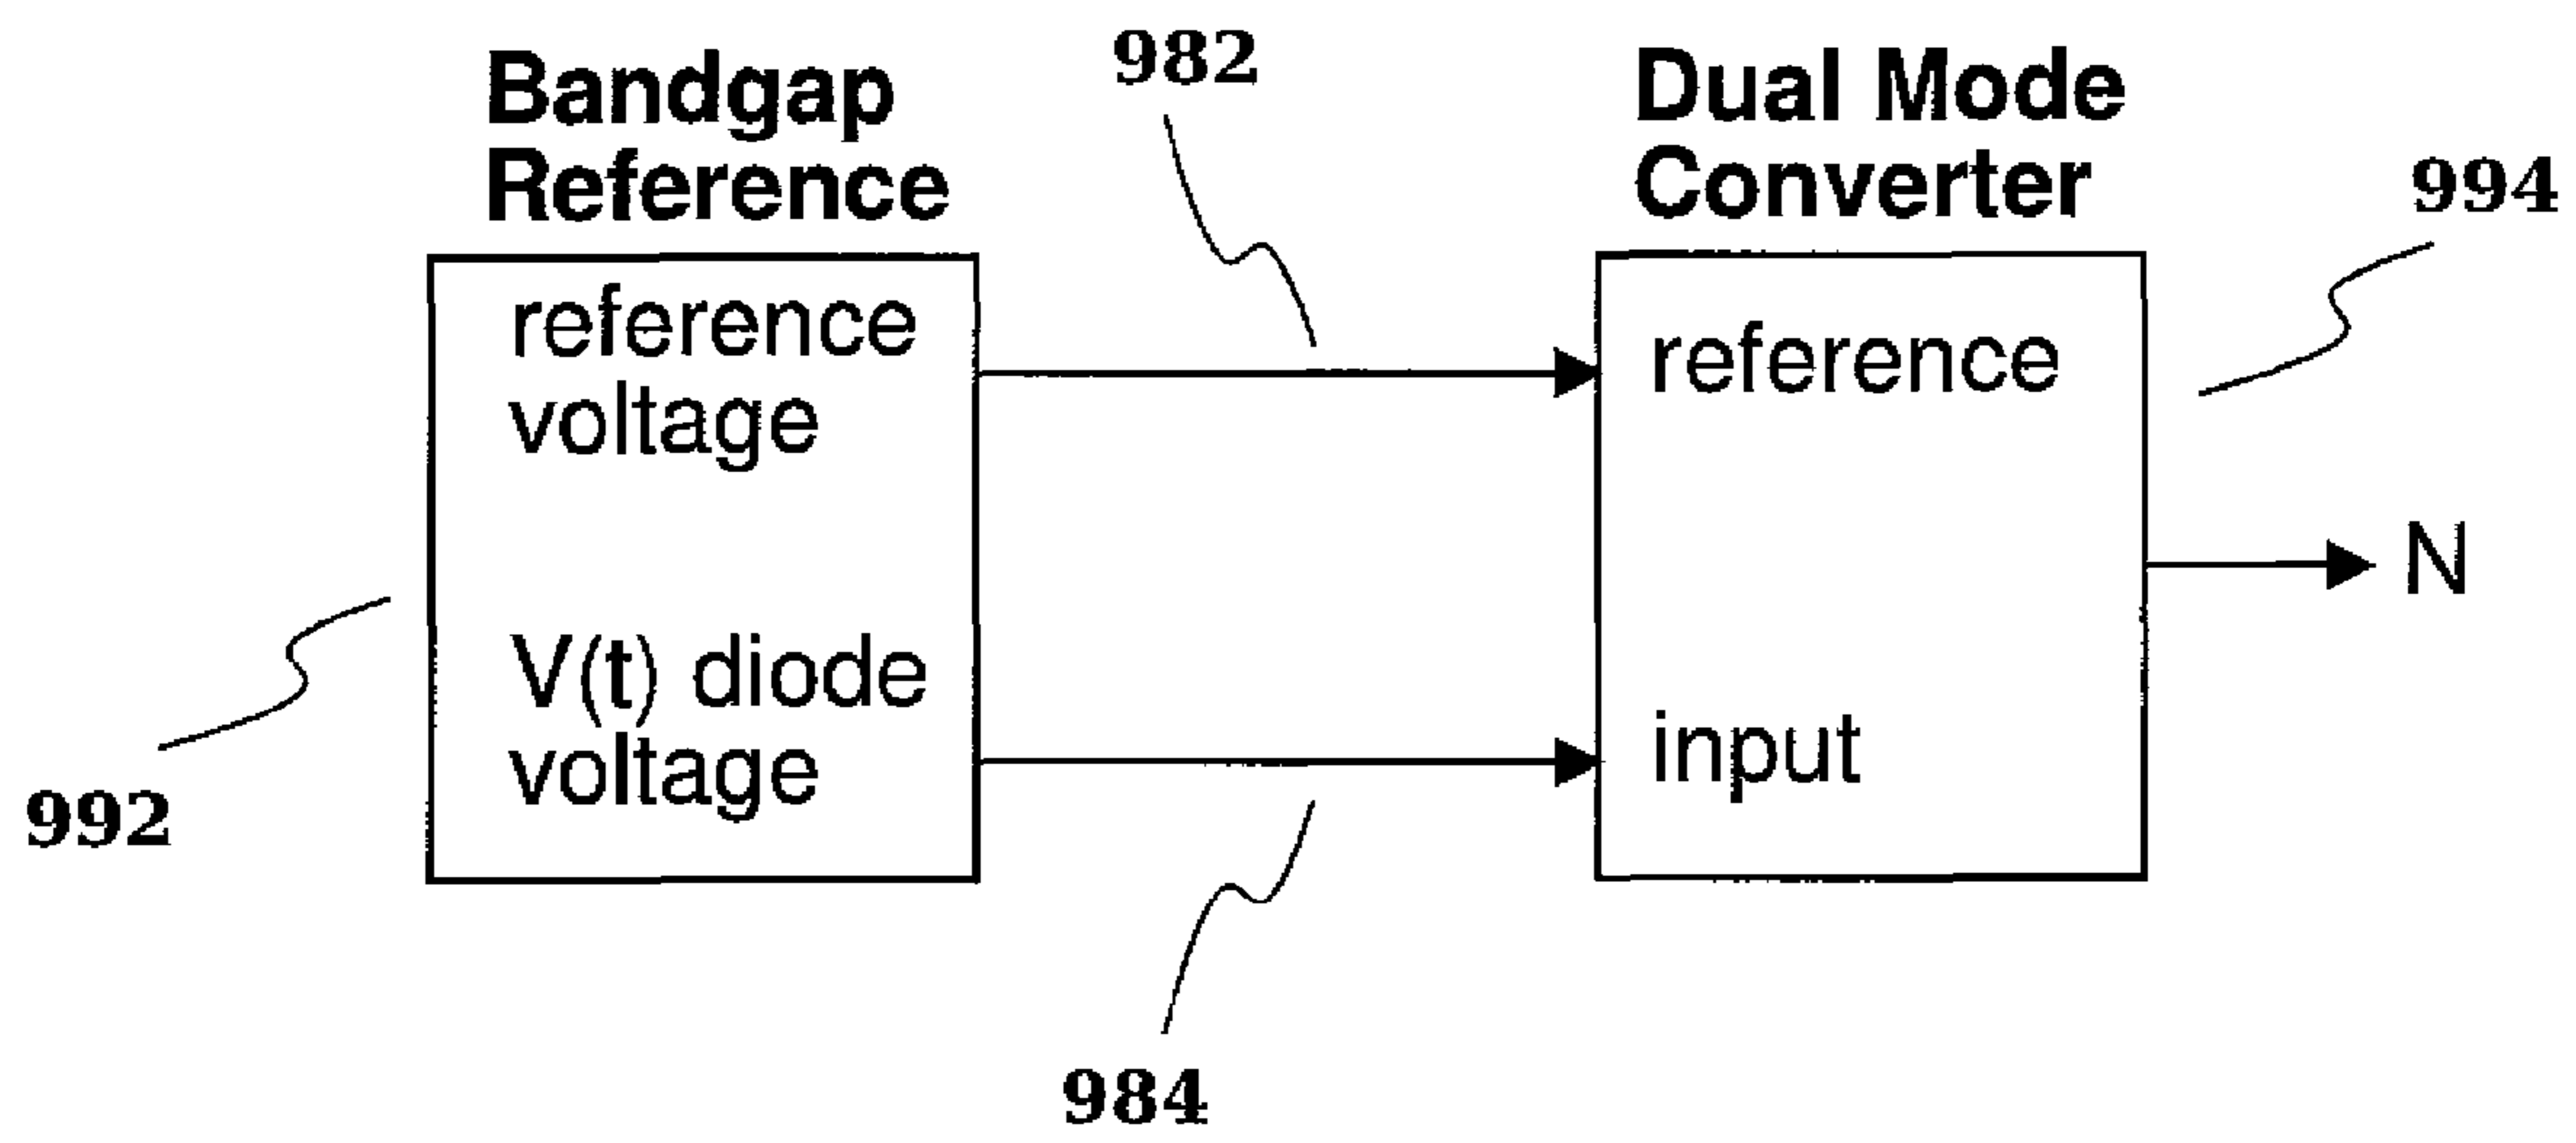 Bandgap
Reference
982
Dual Mode
Converter
994
reference
voltage
reference
N
V(t) diode
voltage
input
992
984